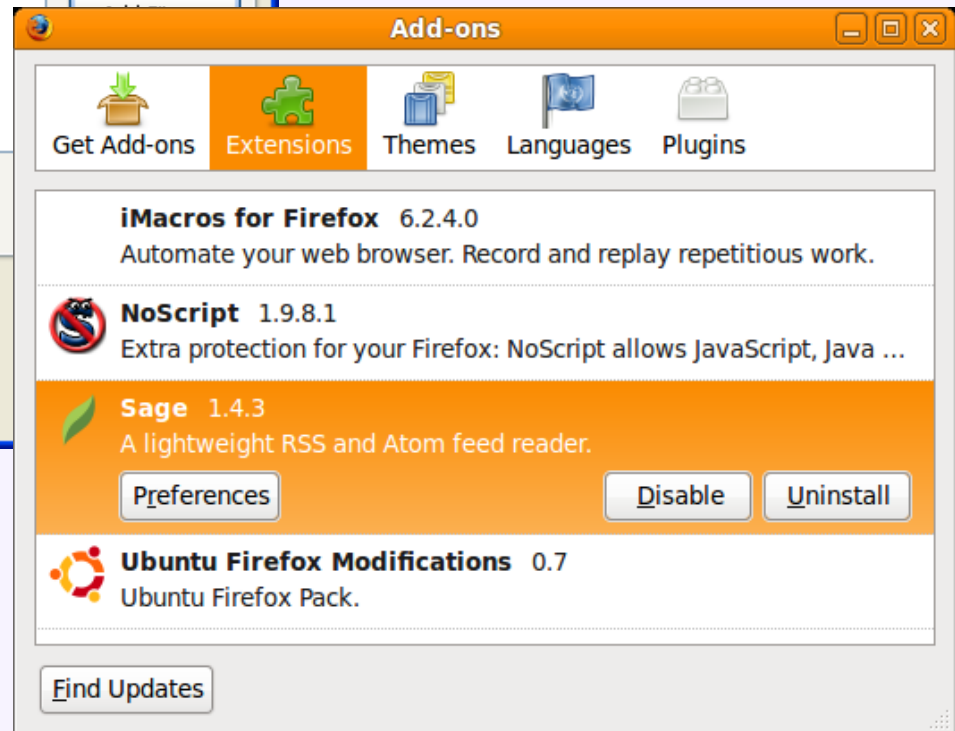 Add-ons
Get Add-ons Extensions Themes Languages Plugins
iMacros for Firefox 6.2.4.0
Automate your web browser. Record and replay repetitious work.
NoScript 1.9.8.1
Extra protection for your Firefox: NoScript allows JavaScript, Java ...
Sage 1.4.3
A lightweight RSS and Atom feed reader.
Preferences Disable Uninstall
Ubuntu Firefox Modifications 0.7
Ubuntu Firefox Pack.
Find Updates